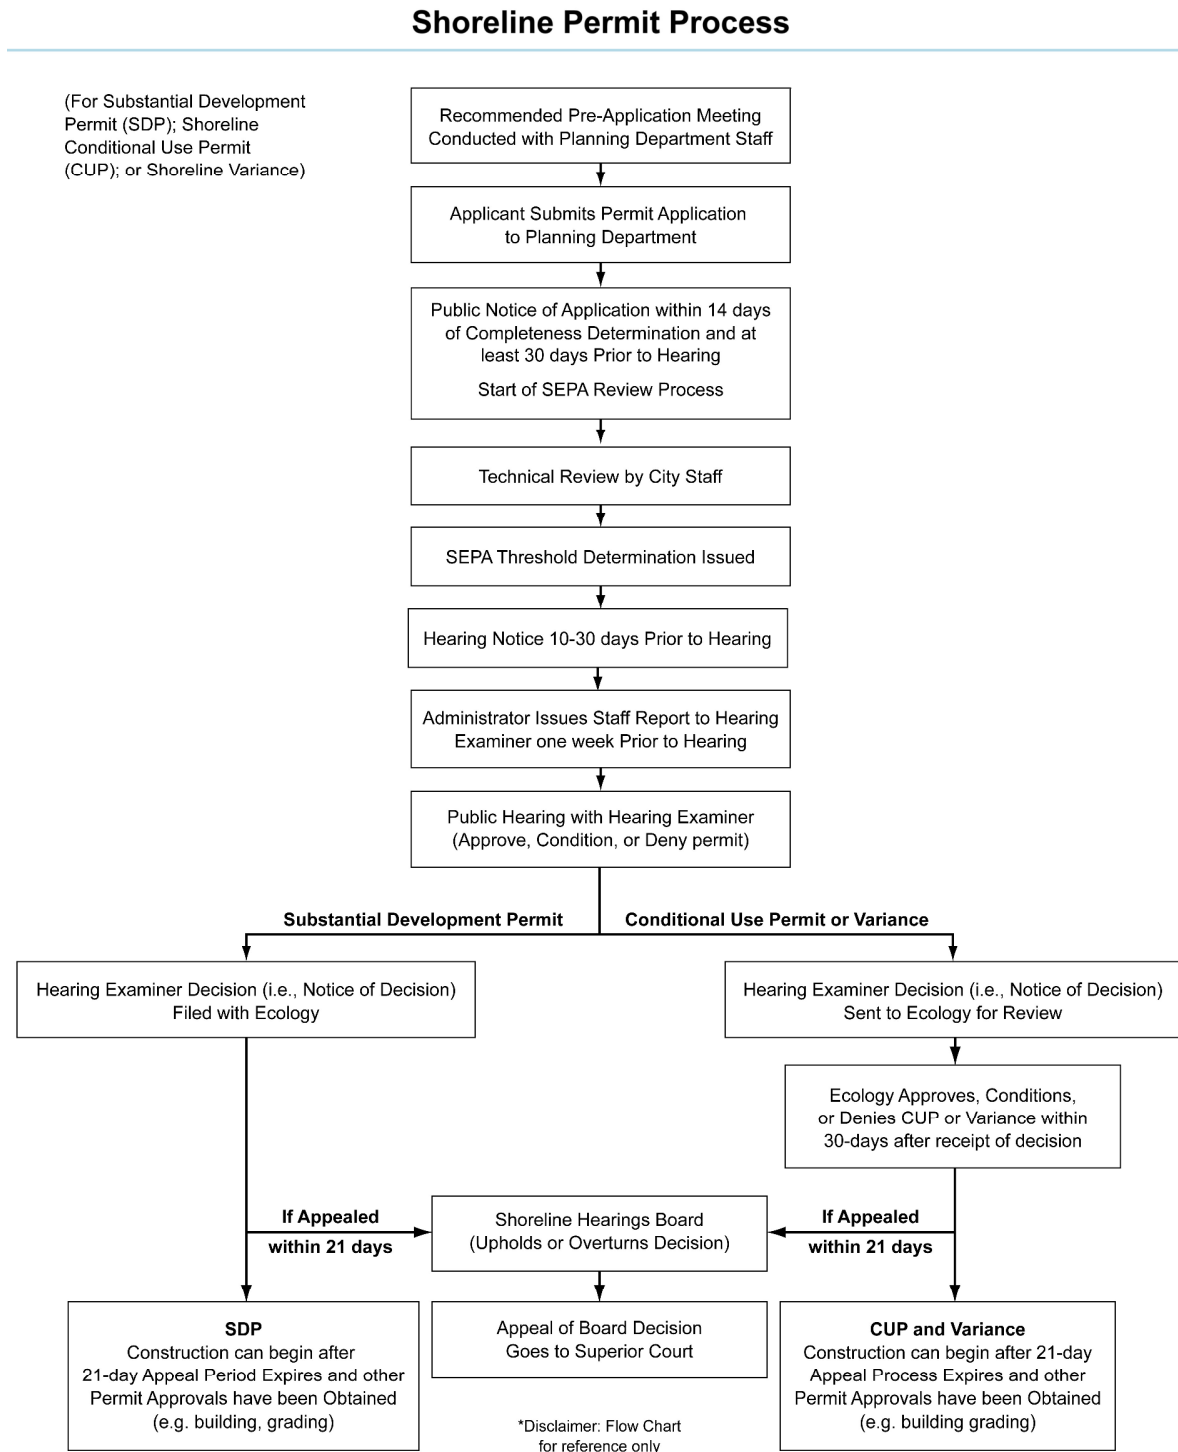 Shoreline Permit Process
(For Substantial Development
Permit (SDP); Shoreline
Conditional Use Permit
(CUP); or Shoreline Variance)
Recommended Pre-Application Meeting
Conducted with Planning Department Staff
Applicant Submits Permit Application
to Planning Department
Public Notice of Application within 14 days
of Completeness Determination and at
least 30 days Prior to Hearing
Start of SEPA Review Process
Technical Review by City Staff
SEPA Threshold Determination Issued
Hearing Notice 10-30 days Prior to Hearing
Administrator Issues Staff Report to Hearing
Examiner one week Prior to Hearing
Public Hearing with Hearing Examiner
(Approve, Condition, or Deny permit)
Substantial Development Permit
Conditional Use Permit or Variance
Hearing Examiner Decision (i.e., Notice of Decision)
Filed with Ecology
Hearing Examiner Decision (i.e., Notice of Decision)
Sent to Ecology for Review
Ecology Approves, Conditions,
or Denies CUP or Variance within
30-days after receipt of decision
If Appealed
within 21 days
Shoreline Hearings Board
(Upholds or Overturns Decision)
If Appealed
within 21 days
SDP
Construction can begin after
21-day Appeal Period Expires and other
Permit Approvals have been Obtained
(e.g. building, grading)
Appeal of Board Decision
Goes to Superior Court
CUP and Variance
Construction can begin after 21-day
Appeal Process Expires and other
Permit Approvals have been Obtained
(e.g. building grading)
*Disclaimer: Flow Chart
for reference only